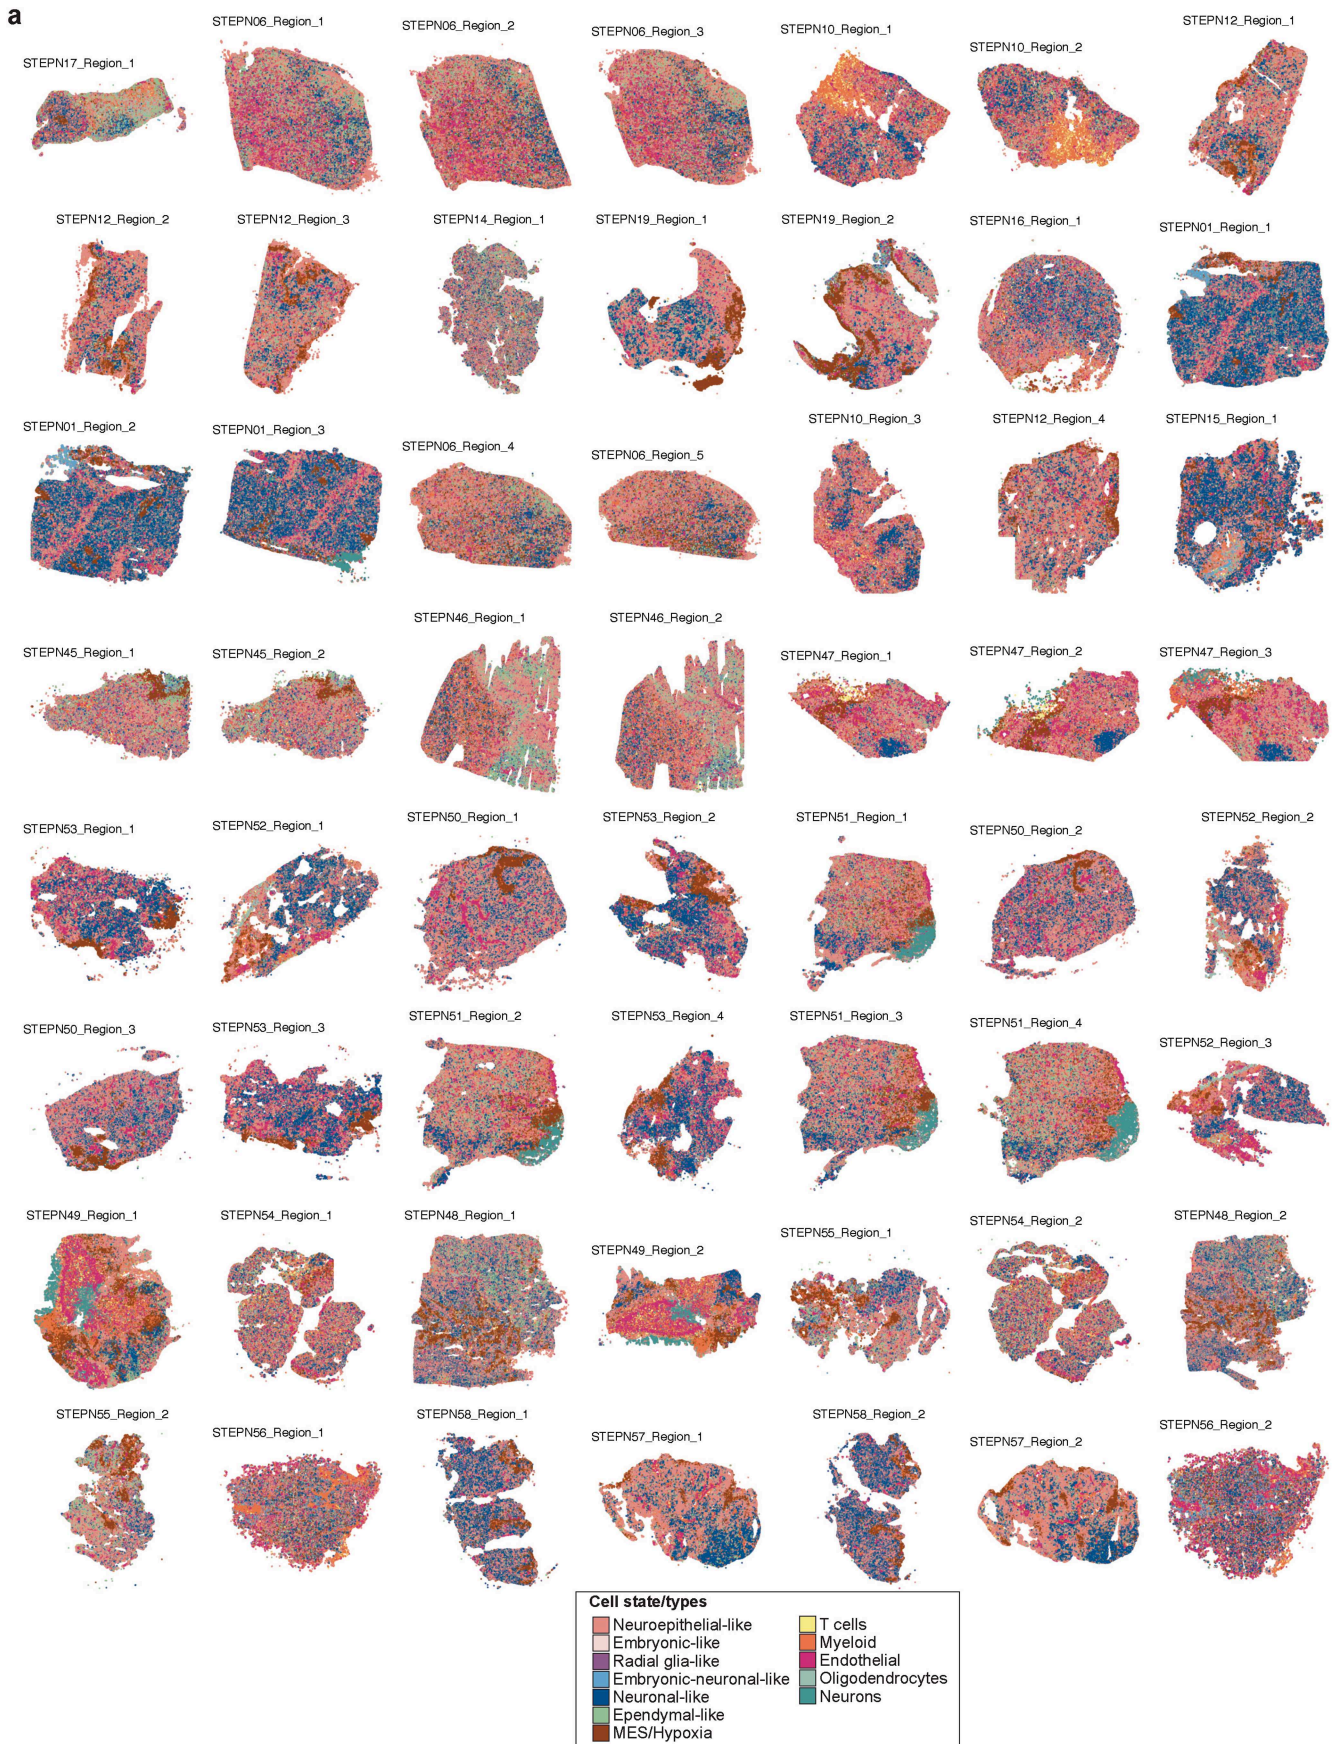 a
STEPN17_Region_1
STEPN06_Region_1
STEPN06_Region_2
STEPN06_Region_3
STEPN10_Region_1
STEPN10_Region_2
STEPN12_Region_1
STEPN12_Region_2
STEPN12_Region_3
STEPN14_Region_1
STEPN19_Region_1
STEPN19_Region_2
STEPN16_Region_1
STEPN01_Region_1
STEPN01_Region_2
STEPN01_Region_3
STEPN06_Region_4
STEPN06_Region_5
STEPN10_Region_3
STEPN12_Region_4
STEPN15_Region_1
STEPN45_Region_1
STEPN45_Region_2
STEPN46_Region_1
STEPN46_Region_2
STEPN47_Region_1
STEPN47_Region_2
STEPN47_Region_3
STEPN53_Region_1
STEPN52_Region_1
STEPN50_Region_1
STEPN53_Region_2
STEPN51_Region_1
STEPN50_Region_2
STEPN52_Region_2
STEPN50_Region_3
STEPN53_Region_3
STEPN51_Region_2
STEPN53_Region_4
STEPN51_Region_3
STEPN51_Region_4
STEPN52_Region_3
STEPN49_Region_1
STEPN54_Region_1
STEPN48_Region_1
STEPN49_Region_2
STEPN55_Region_1
STEPN54_Region_2
STEPN48_Region_2
STEPN55_Region_2
STEPN56_Region_1
STEPN58_Region_1
STEPN57_Region_1
STEPN58_Region_2
STEPN57_Region_2
STEPN56_Region_2
Cell state/types
Neuroepithelial-like
Embryonic-like
Radial glia-like
Embryonic-neuronal-like
Neuronal-like
Ependymal-like
MES/Hypoxia
T cells
Myeloid
Endothelial
Oligodendrocytes
Neurons